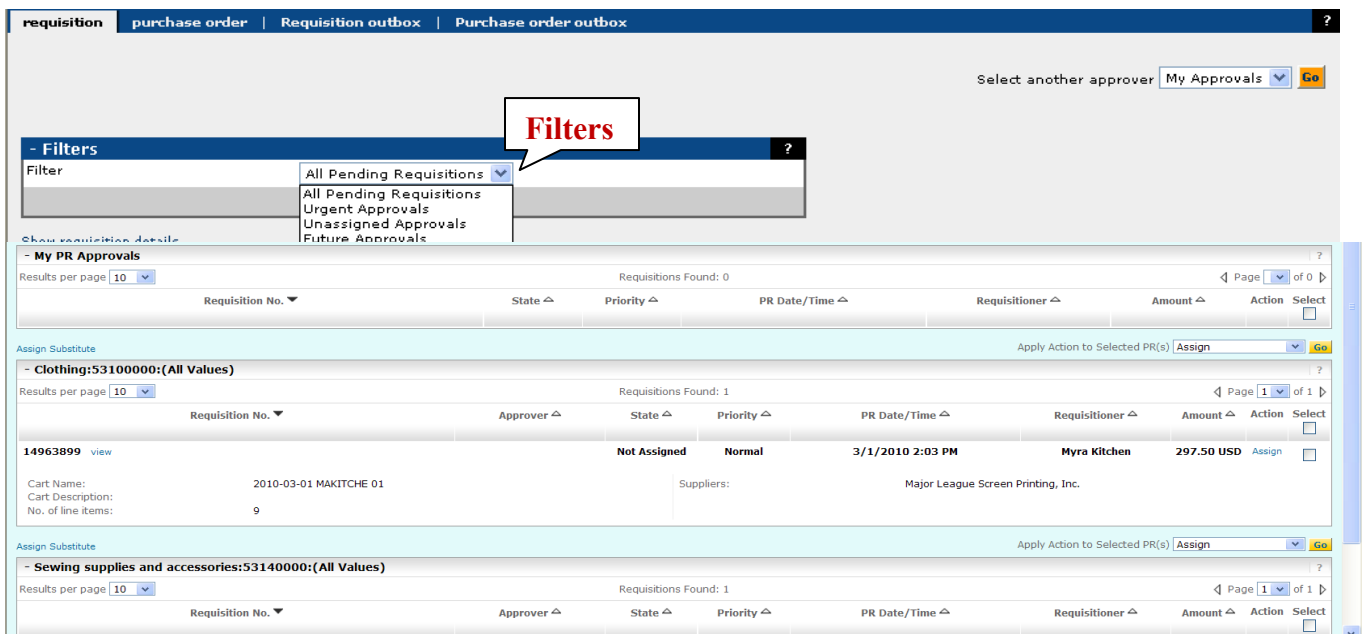 requisition purchase order | Requisition outbox | Purchase order outbox ?
Select another approver My Approvals Go
Filters
- Filters ?
Filter All Pending Requisitions
All Pending Requisitions
Urgent Approvals
Unassigned Approvals
Future Approvals
Show requisition details
- My PR Approvals ?
Results per page 10 Requisitions Found: 0 Page of 0
Requisition No. State Priority PR Date/Time Requisitioner Amount Action Select
Assign Substitute Apply Action to Selected PR(s) Assign Go
- Clothing:53100000:(All Values) ?
Results per page 10 Requisitions Found: 1 Page 1 of 1
Requisition No. Approver State Priority PR Date/Time Requisitioner Amount Action Select
14963899 view Not Assigned Normal 3/1/2010 2:03 PM Myra Kitchen 297.50 USD Assign
Cart Name: 2010-03-01 MAKITCHE 01 Suppliers: Major League Screen Printing, Inc.
Cart Description:
No. of line items: 9
Assign Substitute Apply Action to Selected PR(s) Assign Go
- Sewing supplies and accessories:53140000:(All Values) ?
Results per page 10 Requisitions Found: 1 Page 1 of 1
Requisition No. Approver State Priority PR Date/Time Requisitioner Amount Action Select